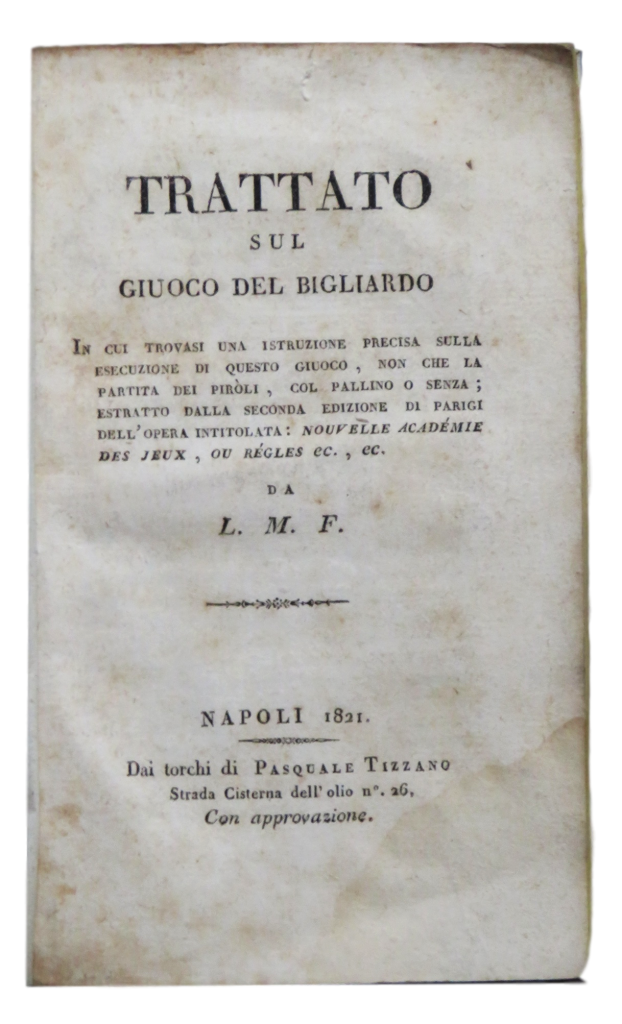 TRATTATO
SUL
GIUOCO DEL BIGLIARDO
IN CUI TROVASI UNA ISTRUZIONE PRECISA SULLA
ESECUZIONE DI QUESTO GIUOCO , NON CHE LA
PARTITA DEI PIRÒLI , COL PALLINO O SENZA ;
ESTRATTO DALLA SECONDA EDIZIONE DI PARIGI
DELL'OPERA INTITOLATA : NOUVELLE ACADÉMIE
DES JEUX , OU RÉGLES EC. , EC.
DA
L. M. F.
NAPOLI 1821.
Dai torchi di PASQUALE TIZZANO
Strada Cisterna dell' olio n°. 26,
Con approvazione.